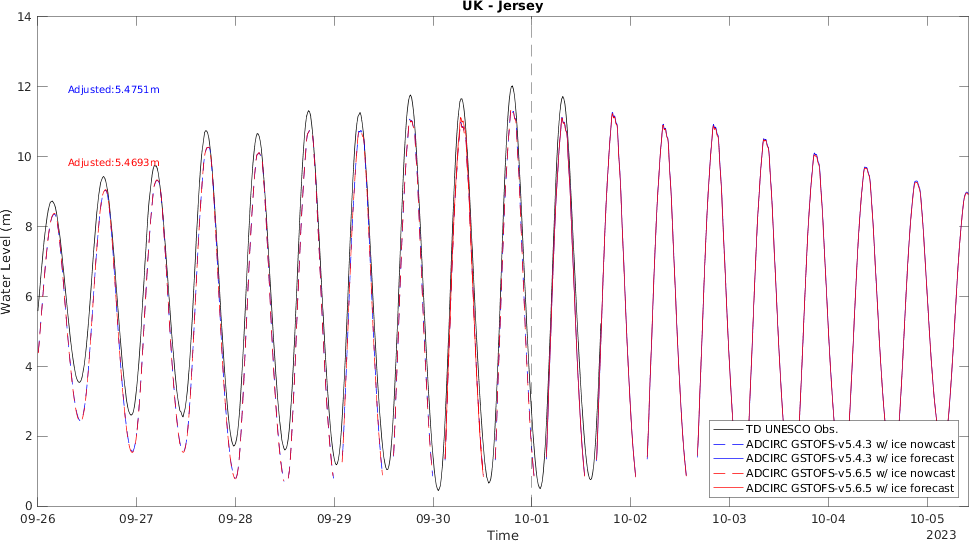 UK - Jersey
14
12
10
8
6
4
2
0
Water Level (m)
Adjusted:5.4751m
Adjusted:5.4693m
TD UNESCO Obs.
ADCIRC GSTOFS-v5.4.3 w/ ice nowcast
ADCIRC GSTOFS-v5.4.3 w/ ice forecast
ADCIRC GSTOFS-v5.6.5 w/ ice nowcast
ADCIRC GSTOFS-v5.6.5 w/ ice forecast
09-26 09-27 09-28 09-29 09-30 10-01 10-02 10-03 10-04 10-05
Time
2023